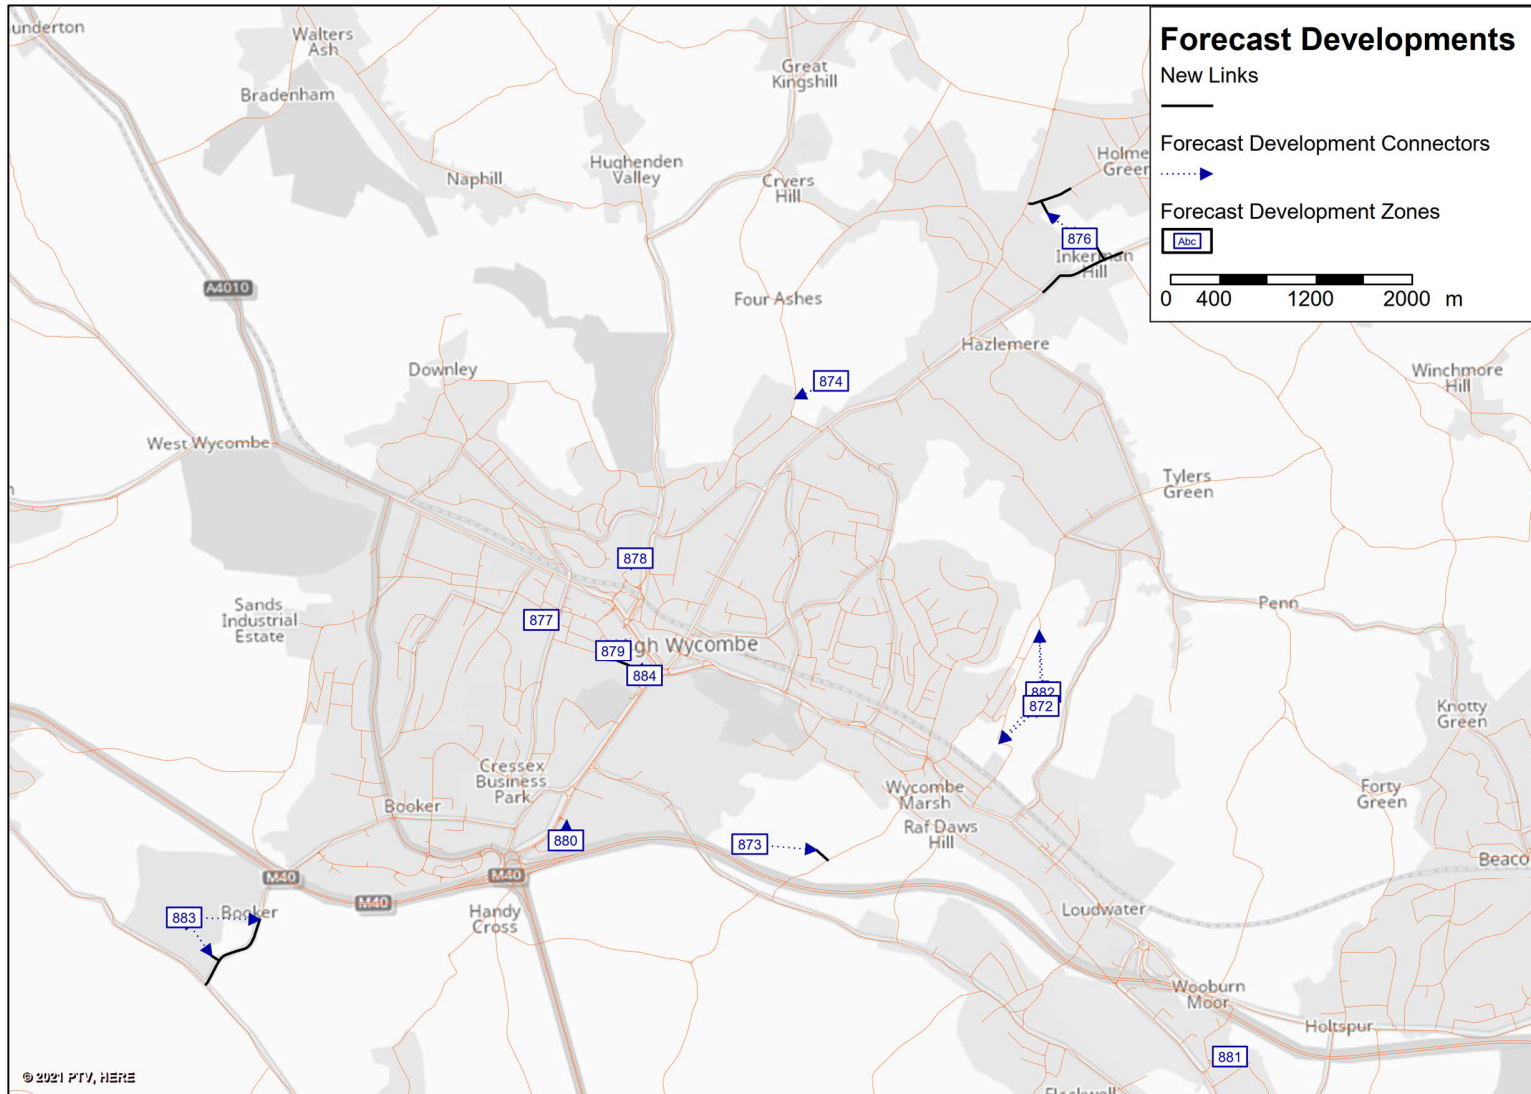 Forecast Developments
New Links
Forecast Development Connectors
Forecast Development Zones
Abc
0 400 1200 2000 m
underton
Walters
Ash
Bradenham
Great
Kingshill
Hughenden
Valley
Naphill
Cryers
Hill
Holme
Green
876
Inkerman
Hill
A4010
Four Ashes
Hazlemere
Downley
874
Winchmore
Hill
West Wycombe
Tylers
Green
878
Sands
Industrial
Estate
877
Penn
879
igh Wycombe
884
882
872
Knotty
Green
Cressex
Business
Park
Booker
Wycombe
Marsh
Forty
Green
Raf Daws
Hill
880
873
Beaco
M40
M40
M40
883
Booker
Handy
Cross
Loudwater
Wooburn
Moor
Holtspur
881
© 2021 PTV, HERE